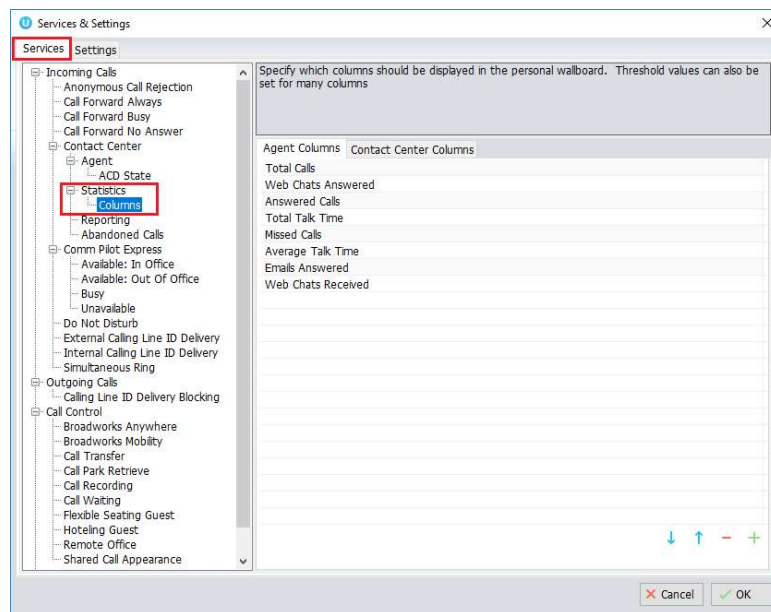 Services & Settings
Services Settings
Incoming Calls
Anonymous Call Rejection
Call Forward Always
Call Forward Busy
Call Forward No Answer
Contact Center
Agent
ACD State
Statistics
Columns
Reporting
Abandoned Calls
Comm Pilot Express
Available: In Office
Available: Out Of Office
Busy
Unavailable
Do Not Disturb
External Calling Line ID Delivery
Internal Calling Line ID Delivery
Simultaneous Ring
Outgoing Calls
Calling Line ID Delivery Blocking
Call Control
Broadworks Anywhere
Broadworks Mobility
Call Transfer
Call Park Retrieve
Call Recording
Call Waiting
Flexible Seating Guest
Hoteling Guest
Remote Office
Shared Call Appearance
Specify which columns should be displayed in the personal wallboard. Threshold values can also be
set for many columns
Agent Columns Contact Center Columns
Total Calls
Web Chats Answered
Answered Calls
Total Talk Time
Missed Calls
Average Talk Time
Emails Answered
Web Chats Received
Cancel OK